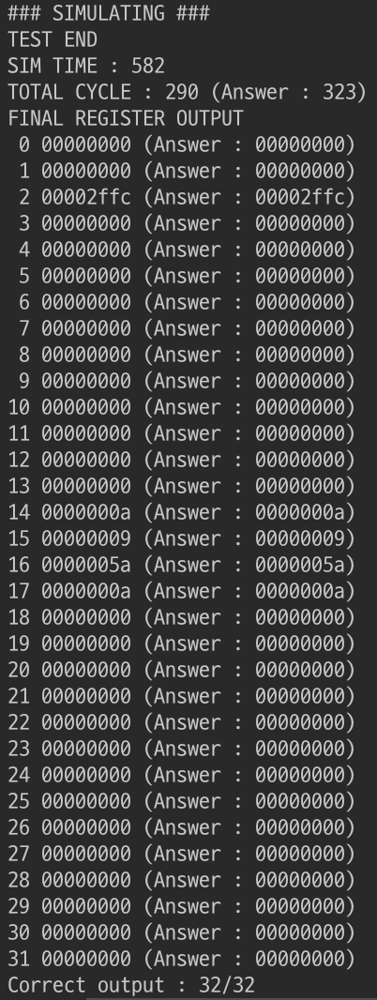 ### SIMULATING ###
TEST END
SIM TIME : 582
TOTAL CYCLE : 290 (Answer : 323)
FINAL REGISTER OUTPUT
 0 00000000 (Answer : 00000000)
 1 00000000 (Answer : 00000000)
 2 00002ffc (Answer : 00002ffc)
 3 00000000 (Answer : 00000000)
 4 00000000 (Answer : 00000000)
 5 00000000 (Answer : 00000000)
 6 00000000 (Answer : 00000000)
 7 00000000 (Answer : 00000000)
 8 00000000 (Answer : 00000000)
 9 00000000 (Answer : 00000000)
10 00000000 (Answer : 00000000)
11 00000000 (Answer : 00000000)
12 00000000 (Answer : 00000000)
13 00000000 (Answer : 00000000)
14 0000000a (Answer : 0000000a)
15 00000009 (Answer : 00000009)
16 0000005a (Answer : 0000005a)
17 0000000a (Answer : 0000000a)
18 00000000 (Answer : 00000000)
19 00000000 (Answer : 00000000)
20 00000000 (Answer : 00000000)
21 00000000 (Answer : 00000000)
22 00000000 (Answer : 00000000)
23 00000000 (Answer : 00000000)
24 00000000 (Answer : 00000000)
25 00000000 (Answer : 00000000)
26 00000000 (Answer : 00000000)
27 00000000 (Answer : 00000000)
28 00000000 (Answer : 00000000)
29 00000000 (Answer : 00000000)
30 00000000 (Answer : 00000000)
31 00000000 (Answer : 00000000)
Correct output : 32/32